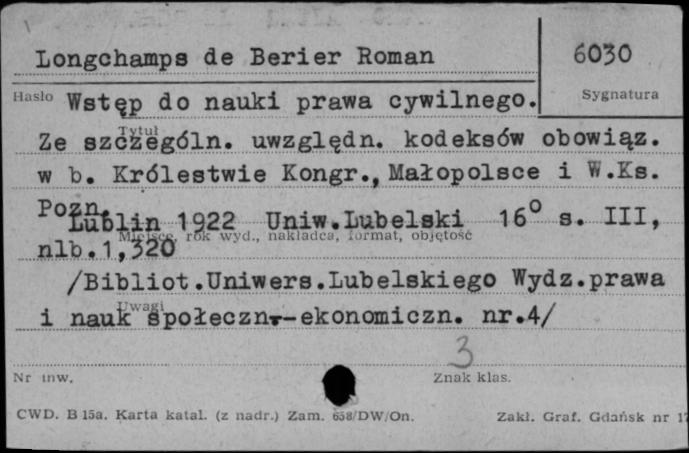 Longchamps de Berier Roman
6030
Hasło
Sygnatura
Wstęp do nauki prawa cywilnego.
Tytuł
Ze szczególn. uwzględn. kodeksów obowiąz.
w b. Królestwie Kongr., Małopolsce i W.Ks.
Pozn.
Lublin 1922 Uniw.Lubelski 16° s. III,
Miejsce, rok wyd., nakładca, format, objętość
nlb.1,320
/Bibliot.Uniwers.Lubelskiego Wydz.prawa
Uwagi
i nauk społeczn.-ekonomiczn. nr.4/
3
Nr inw.
Znak klas.
CWD. B 15a. Karta katal. (z nadr.) Zam. 658/DW/On.
Zakł. Graf. Gdańsk nr